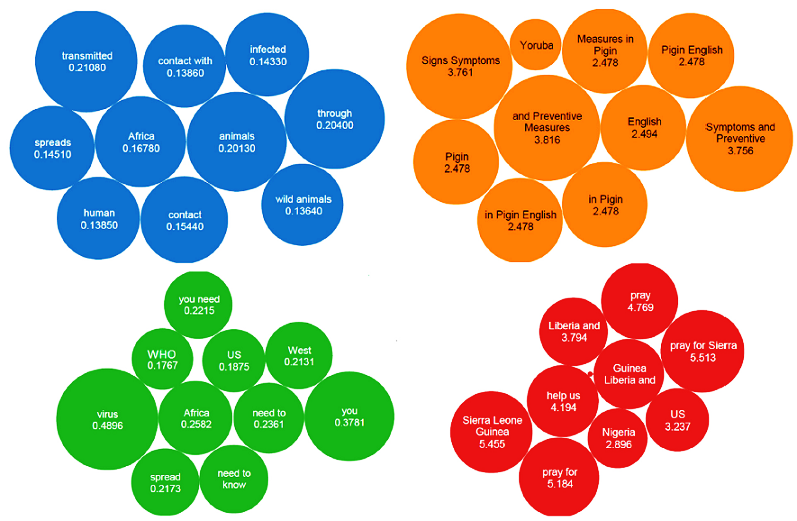 transmitted
0.21080
contact with
0.13860
infected
0.14330
through
0.20400
spreads
0.14510
Africa
0.16780
animals
0.20130
human
0.13850
contact
0.15440
wild animals
0.13640
Signs Symptoms
3.761
Yoruba
Measures in
Pigin
2.478
Pigin English
2.478
and Preventive
Measures
3.816
English
2.494
Symptoms and
Preventive
3.756
Pigin
2.478
in Pigin English
2.478
in Pigin
2.478
you need
0.2215
WHO
0.1767
US
0.1875
West
0.2131
virus
0.4896
Africa
0.2582
need to
0.2361
you
0.3781
spread
0.2173
need to
know
pray
4.769
Liberia and
3.794
pray for Sierra
5.513
Guinea
Liberia and
help us
4.194
Sierra Leone
Guinea
5.455
US
3.237
Nigeria
2.896
pray for
5.184